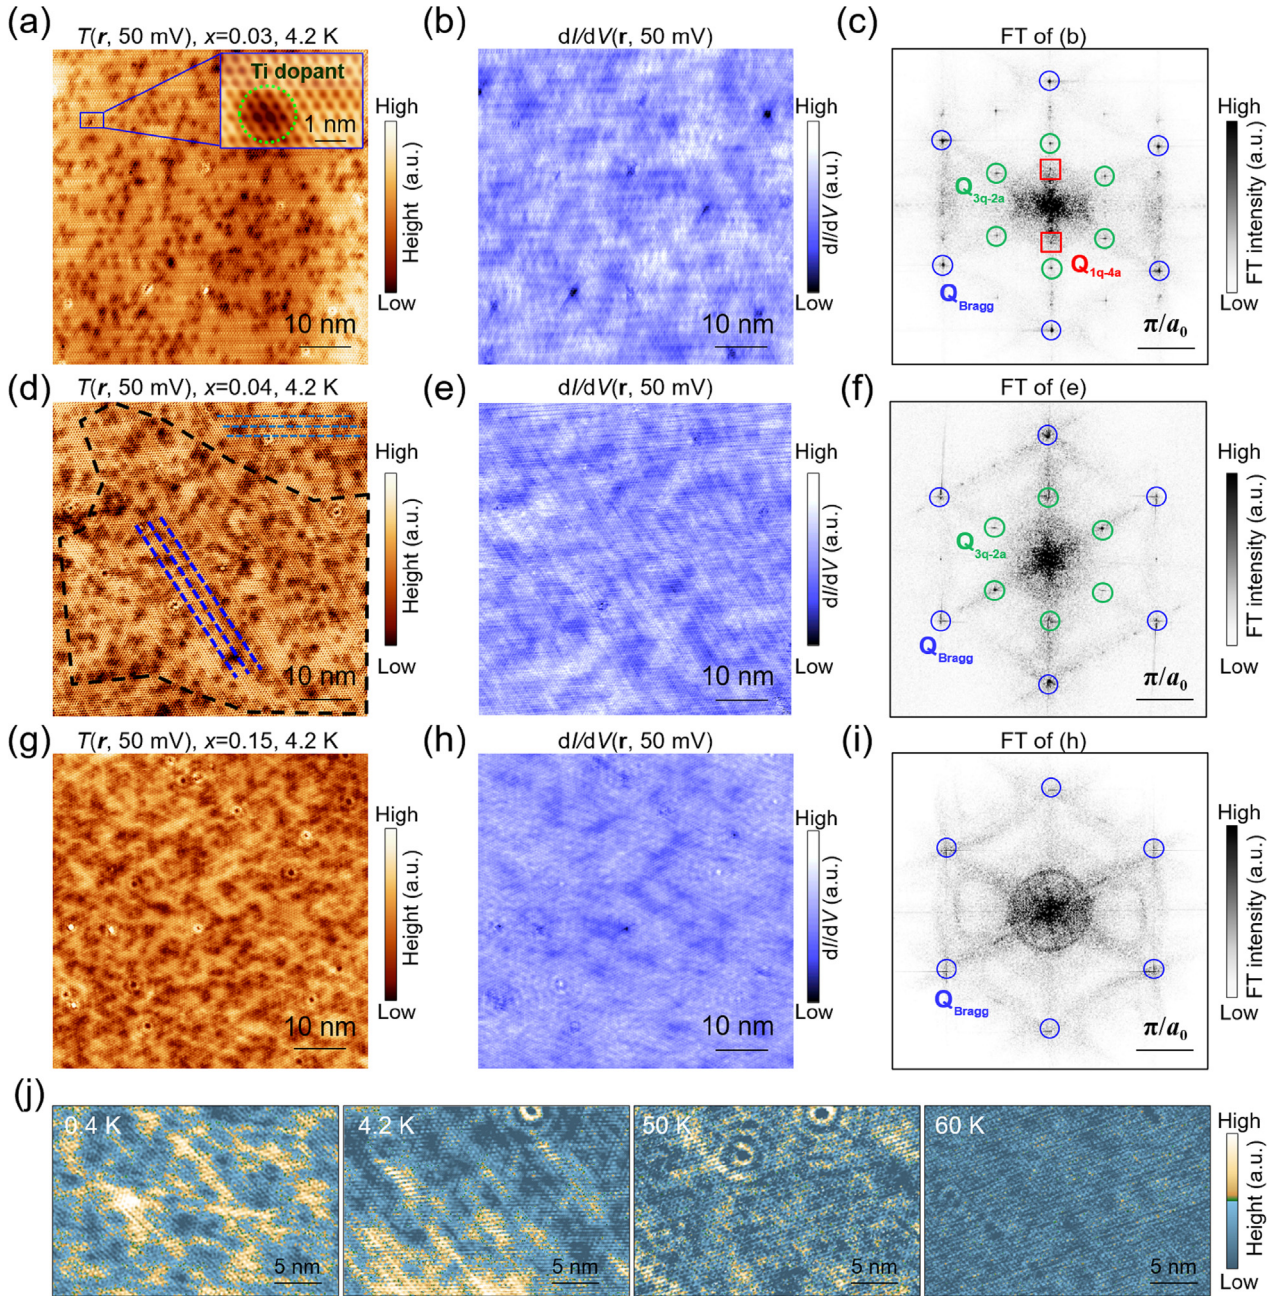 (a)
T(r, 50 mV), x=0.03, 4.2 K
Ti dopant
1 nm
10 nm
High
Height (a.u.)
Low
(b)
dI/dV(r, 50 mV)
10 nm
High
dI/dV (a.u.)
Low
(c)
FT of (b)
Q3q-2a
Q1q-4a
QBragg
π/a0
High
FT intensity (a.u.)
Low
(d)
T(r, 50 mV), x=0.04, 4.2 K
10 nm
High
Height (a.u.)
Low
(e)
dI/dV(r, 50 mV)
10 nm
High
dI/dV (a.u.)
Low
(f)
FT of (e)
Q3q-2a
QBragg
π/a0
High
FT intensity (a.u.)
Low
(g)
T(r, 50 mV), x=0.15, 4.2 K
10 nm
High
Height (a.u.)
Low
(h)
dI/dV(r, 50 mV)
10 nm
High
dI/dV (a.u.)
Low
(i)
FT of (h)
QBragg
π/a0
High
FT intensity (a.u.)
Low
(j)
0.4 K
5 nm
4.2 K
5 nm
50 K
5 nm
60 K
5 nm
High
Height (a.u.)
Low